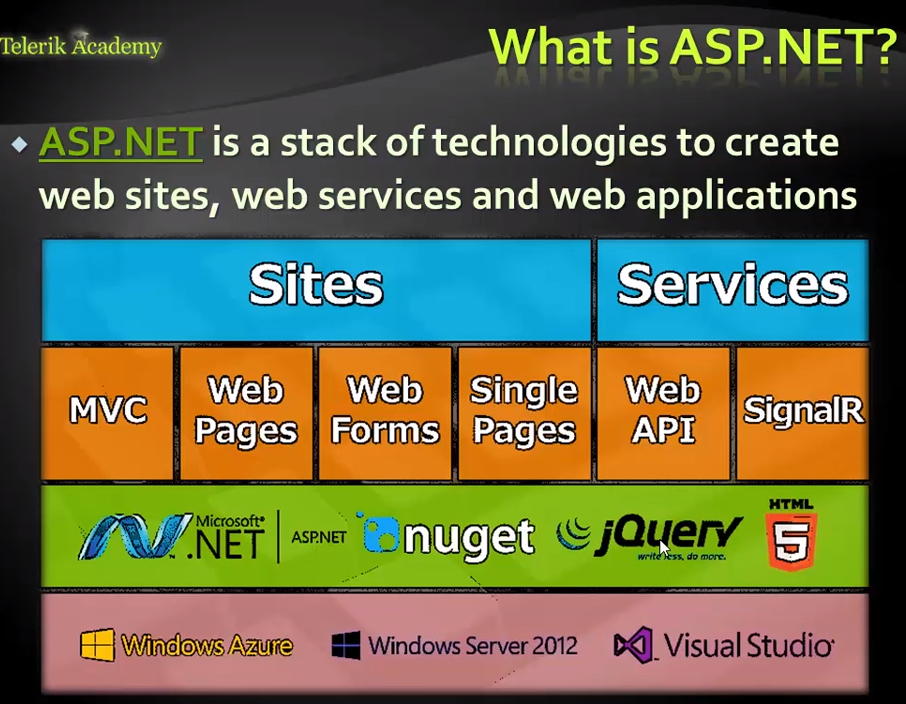 Telerik Academy
What is ASP.NET?
ASP.NET is a stack of technologies to create
web sites, web services and web applications
Sites
Services
MVC
Web
Pages
Web
Forms
Single
Pages
Web
API
SignalR
Microsoft®
.NET
ASP.NET
nuget
jQuery
write less, do more.
HTML
5
Windows Azure
Windows Server 2012
Visual Studio